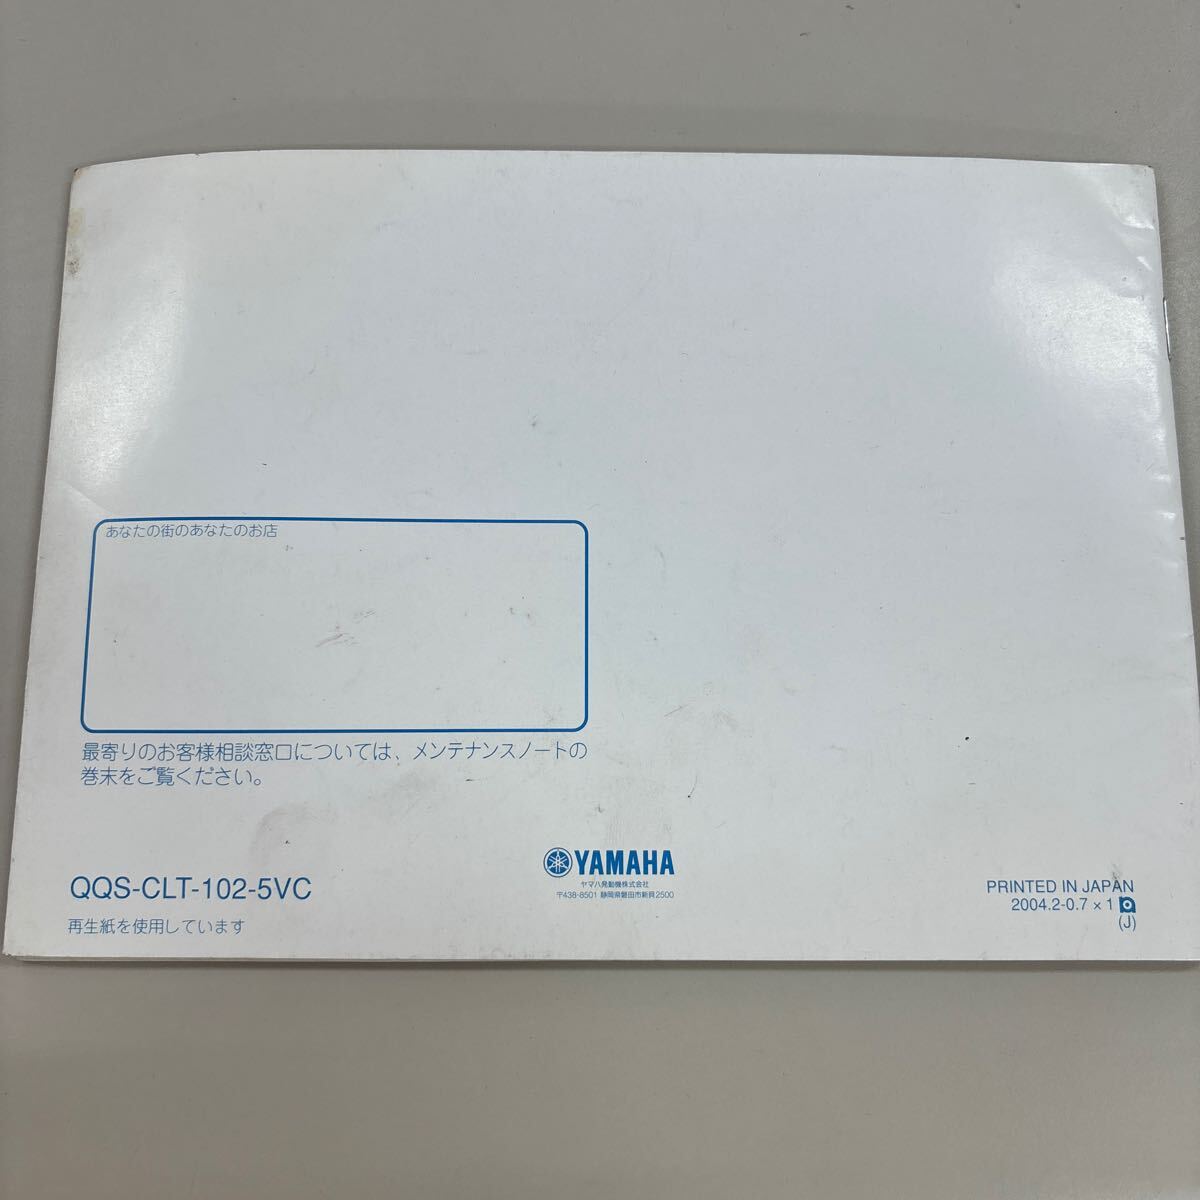 あなたの街のあなたのお店
最寄りのお客様相談窓口については、メンテナンスノートの
巻末をご覧ください。
QQS-CLT-102-5VC
再生紙を使用しています
YAMAHA
ヤマハ発動機株式会社
〒438-8501 静岡県磐田市新貝2500
PRINTED IN JAPAN
2004.2-0.7×1
(J)